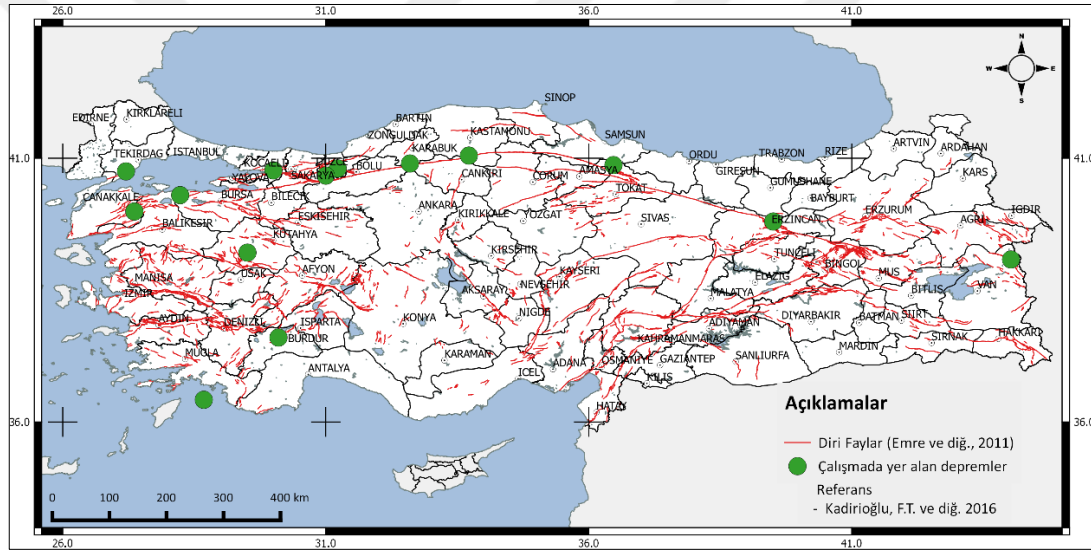 26.0 31.0 36.0 41.0
N
W E
S
SINOP
BARTIN
KIRKLARELI
EDIRNE
ZONGULDAK
KASTAMONU
SAMSUN
ARTVIN
ISTANBUL
TEKIRDAG
KARABUK
ORDU
TRABZON
RIZE
ARDAHAN
41.0 41.0
KOCAELI
DUZCE
BOLU
YALOVA
SAKARYA
CANKIRI
CORUM
AMASYA
GIRESUN
GUMUSHANE
KARS
CANAKKALE
BURSA
BILECIK
TOKAT
BAYBURT
BALIKESIR
ESKISEHIR
ANKARA
KIRIKKALE
YOZGAT
SIVAS
ERZINCAN
ERZURUM
AGRI
IGDIR
KUTAHYA
KIRSEHIR
TUNZELI
BINGOL
MANISA
USAK
AFYON
KAYSERI
ELAZIG
MUS
IZMIR
AKSARAY
NEVSEHIR
MALATYA
BITLIS
VAN
AYDIN
DENIZLI
ISPARTA
KONYA
NIGDE
ADIYAMAN
DIYARBAKIR
BATMAN
SIIRT
HAKKARI
BURDUR
KAHRAMANMARAS
SIRNAK
MUGLA
ANTALYA
KARAMAN
ICEL
ADANA
OSMANIYE
GAZIANTEP
SANLIURFA
MARDIN
KILIS
HATAY
36.0 36.0
Açıklamalar
Diri Faylar (Emre ve diğ., 2011)
Çalışmada yer alan depremler
Referans
- Kadirioğlu, F.T. ve diğ. 2016
0 100 200 300 400 km
26.0 31.0 36.0 41.0